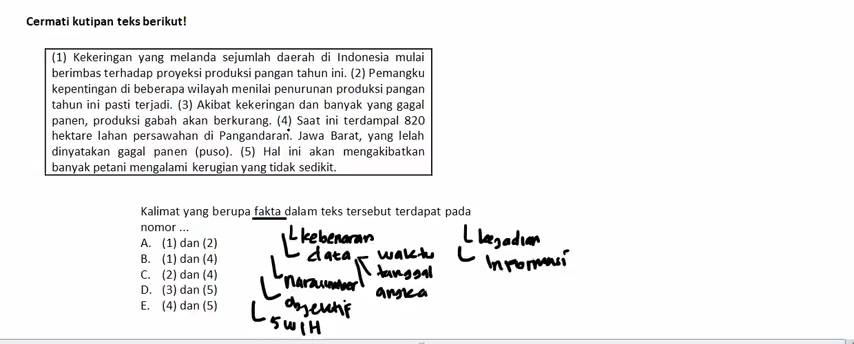 Cermati kutipan teks berikut!
(1) Kekeringan yang melanda sejumlah daerah di Indonesia mulai
berimbas terhadap proyeksi produksi pangan tahun ini. (2) Pemangku
kepentingan di beberapa wilayah menilai penurunan produksi pangan
tahun ini pasti terjadi. (3) Akibat kekeringan dan banyak yang gagal
panen, produksi gabah akan berkurang. (4) Saat ini terdampal 820
hektare lahan persawahan di Pangandaran. Jawa Barat, yang lelah
dinyatakan gagal panen (puso). (5) Hal ini akan mengakibatkan
banyak petani mengalami kerugian yang tidak sedikit.
Kalimat yang berupa fakta dalam teks tersebut terdapat pada
nomor ...
A. (1) dan (2)
B. (1) dan (4)
C. (2) dan (4)
D. (3) dan (5)
E. (4) dan (5)
kebenaran
data
waktu
tanggal
angka
narasumber
objektif
5W1H
kejadian
Informasi